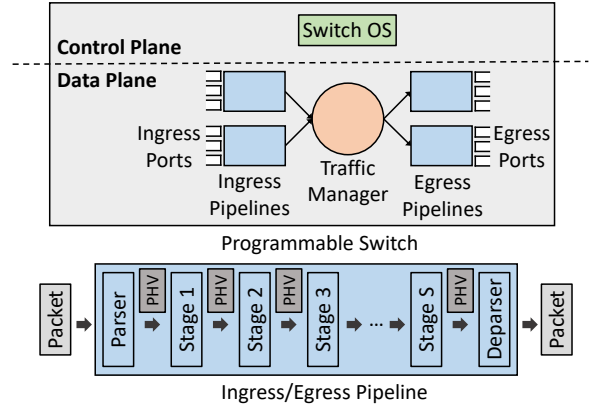 Switch OS
Control Plane
Data Plane
Ingress
Ports
Egress
Ports
Traffic
Manager
Ingress
Pipelines
Egress
Pipelines
Programmable Switch
Packet
Parser
PHV
Stage 1
PHV
Stage 2
PHV
Stage 3
...
Stage S
PHV
Deparser
Packet
Ingress/Egress Pipeline